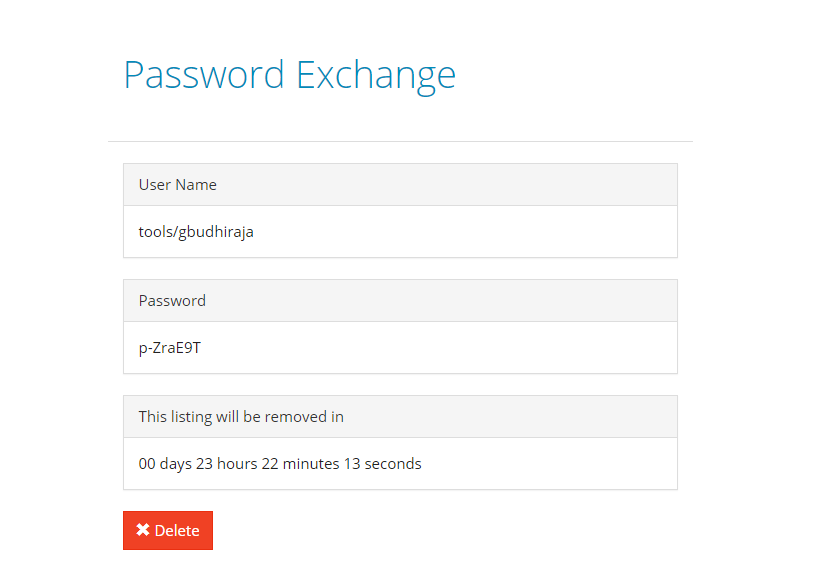 Password Exchange
User Name
tools/gbudhiraja
Password
p-ZraE9T
This listing will be removed in
00 days 23 hours 22 minutes 13 seconds
✖ Delete